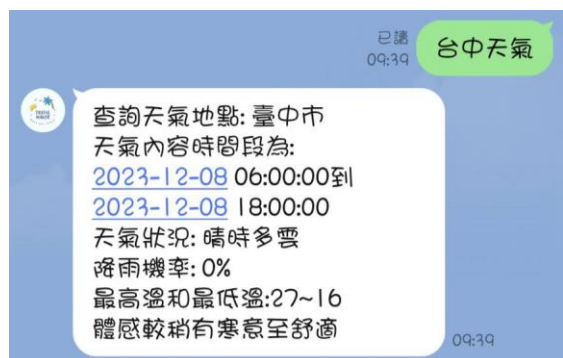 已讀
09:39
台中天氣
查詢天氣地點: 臺中市
天氣內容時間段為:
2023-12-08 06:00:00到
2023-12-08 18:00:00
天氣狀況: 晴時多雲
降雨機率: 0%
最高溫和最低溫:27~16
體感較稍有寒意至舒適
09:39